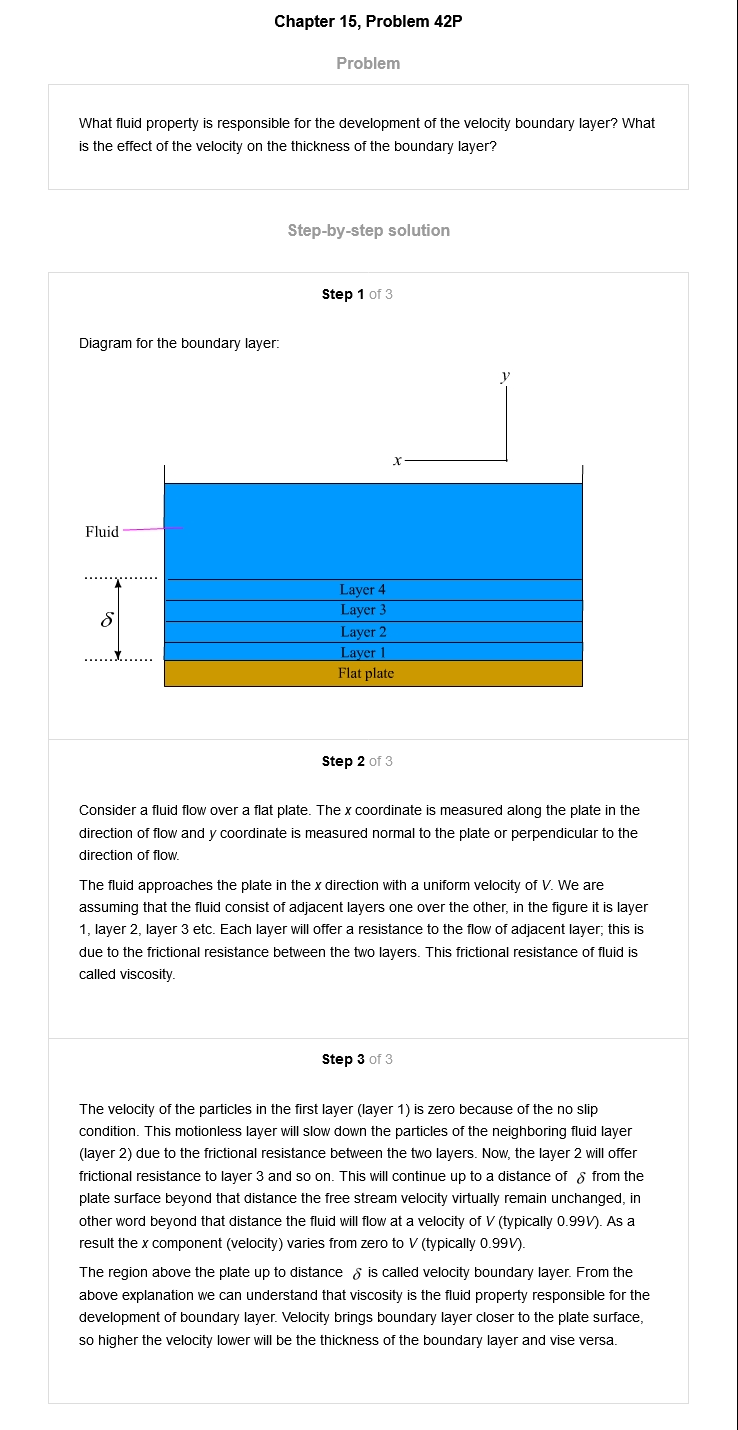 Chapter 15, Problem 42P
Problem
What fluid property is responsible for the development of the velocity boundary layer? What
is the effect of the velocity on the thickness of the boundary layer?
Step-by-step solution
Step 1 of 3
Diagram for the boundary layer:
y
x
Fluid
δ
Layer 4
Layer 3
Layer 2
Layer 1
Flat plate
Step 2 of 3
Consider a fluid flow over a flat plate. The x coordinate is measured along the plate in the
direction of flow and y coordinate is measured normal to the plate or perpendicular to the
direction of flow.
The fluid approaches the plate in the x direction with a uniform velocity of V. We are
assuming that the fluid consist of adjacent layers one over the other, in the figure it is layer
1, layer 2, layer 3 etc. Each layer will offer a resistance to the flow of adjacent layer; this is
due to the frictional resistance between the two layers. This frictional resistance of fluid is
called viscosity.
Step 3 of 3
The velocity of the particles in the first layer (layer 1) is zero because of the no slip
condition. This motionless layer will slow down the particles of the neighboring fluid layer
(layer 2) due to the frictional resistance between the two layers. Now, the layer 2 will offer
frictional resistance to layer 3 and so on. This will continue up to a distance of δ from the
plate surface beyond that distance the free stream velocity virtually remain unchanged, in
other word beyond that distance the fluid will flow at a velocity of V (typically 0.99V). As a
result the x component (velocity) varies from zero to V (typically 0.99V).
The region above the plate up to distance δ is called velocity boundary layer. From the
above explanation we can understand that viscosity is the fluid property responsible for the
development of boundary layer. Velocity brings boundary layer closer to the plate surface,
so higher the velocity lower will be the thickness of the boundary layer and vise versa.